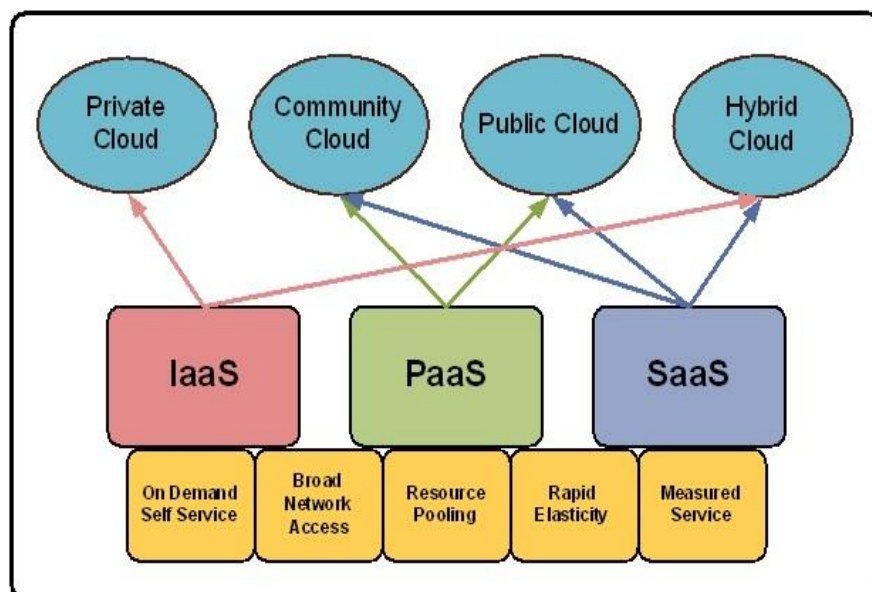 Private
Cloud
Community
Cloud
Public Cloud
Hybrid
Cloud
IaaS
PaaS
SaaS
On Demand
Self Service
Broad
Network
Access
Resource
Pooling
Rapid
Elasticity
Measured
Service